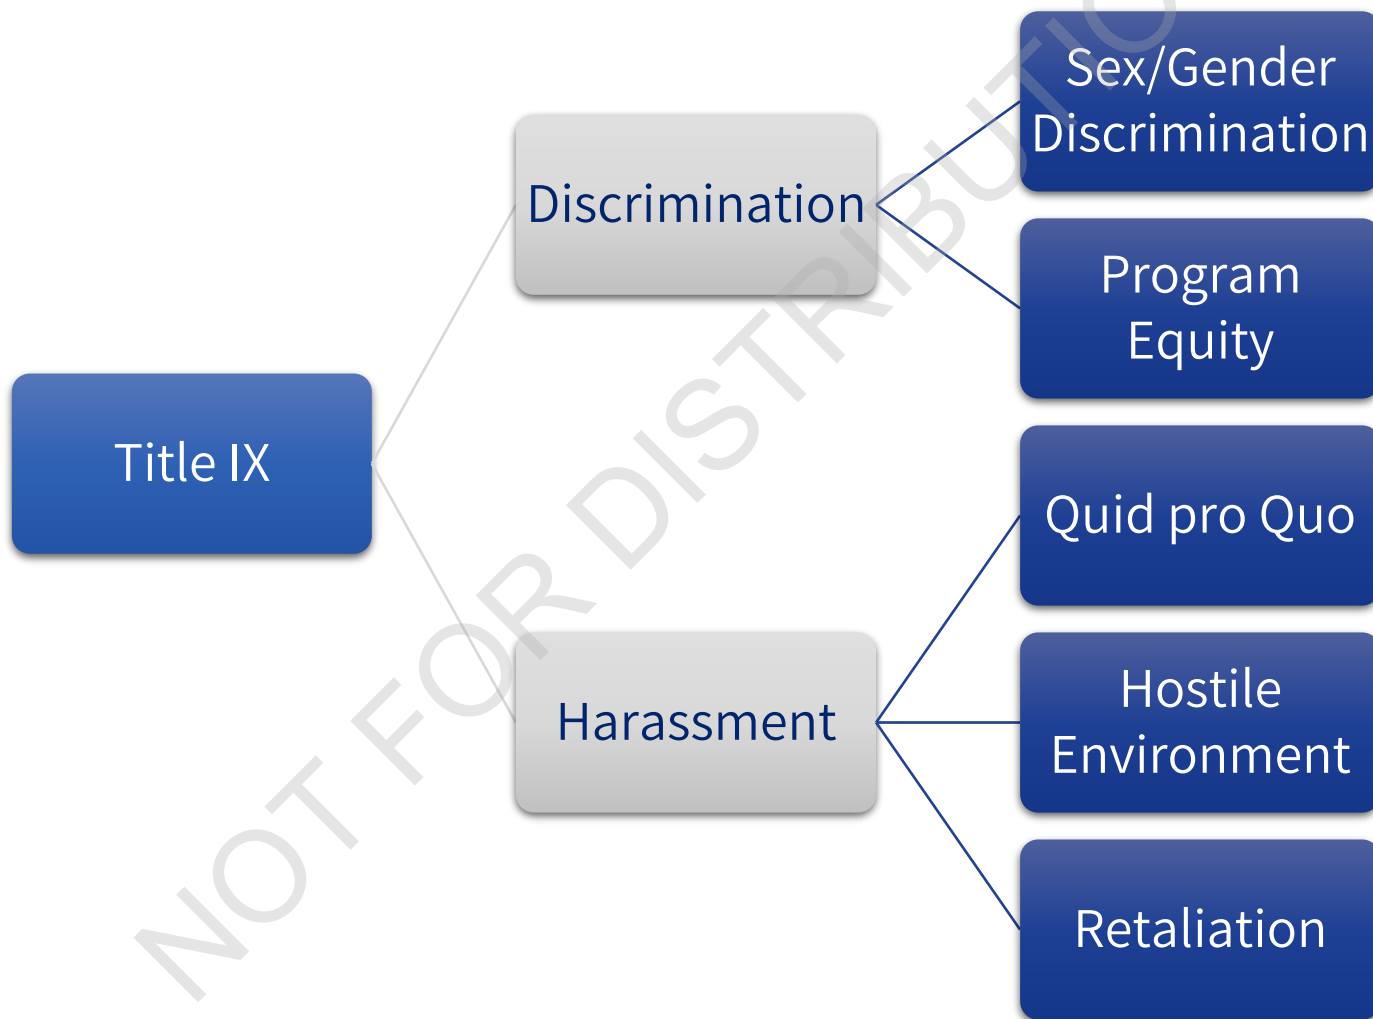 Sex/Gender
Discrimination
Discrimination
Program
Equity
Title IX
Quid pro Quo
Harassment
Hostile
Environment
Retaliation
NOT FOR DISTRIBUTIO